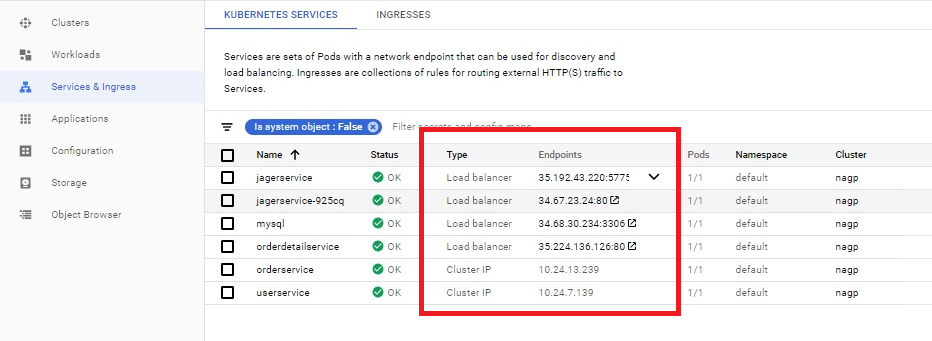 Clusters
Workloads
Services & Ingress
Applications
Configuration
Storage
Object Browser
KUBERNETES SERVICES INGRESSES
Services are sets of Pods with a network endpoint that can be used for discovery and
load balancing. Ingresses are collections of rules for routing external HTTP(S) traffic to
Services.
Is system object : False Filter secrets and config maps
Name Status Type Endpoints Pods Namespace Cluster
jagerservice OK Load balancer 35.192.43.220:5775 1/1 default nagp
jagerservice-925cq OK Load balancer 34.67.23.24:80 1/1 default nagp
mysql OK Load balancer 34.68.30.234:3306 1/1 default nagp
orderdetailservice OK Load balancer 35.224.136.126:80 1/1 default nagp
orderservice OK Cluster IP 10.24.13.239 1/1 default nagp
userservice OK Cluster IP 10.24.7.139 1/1 default nagp